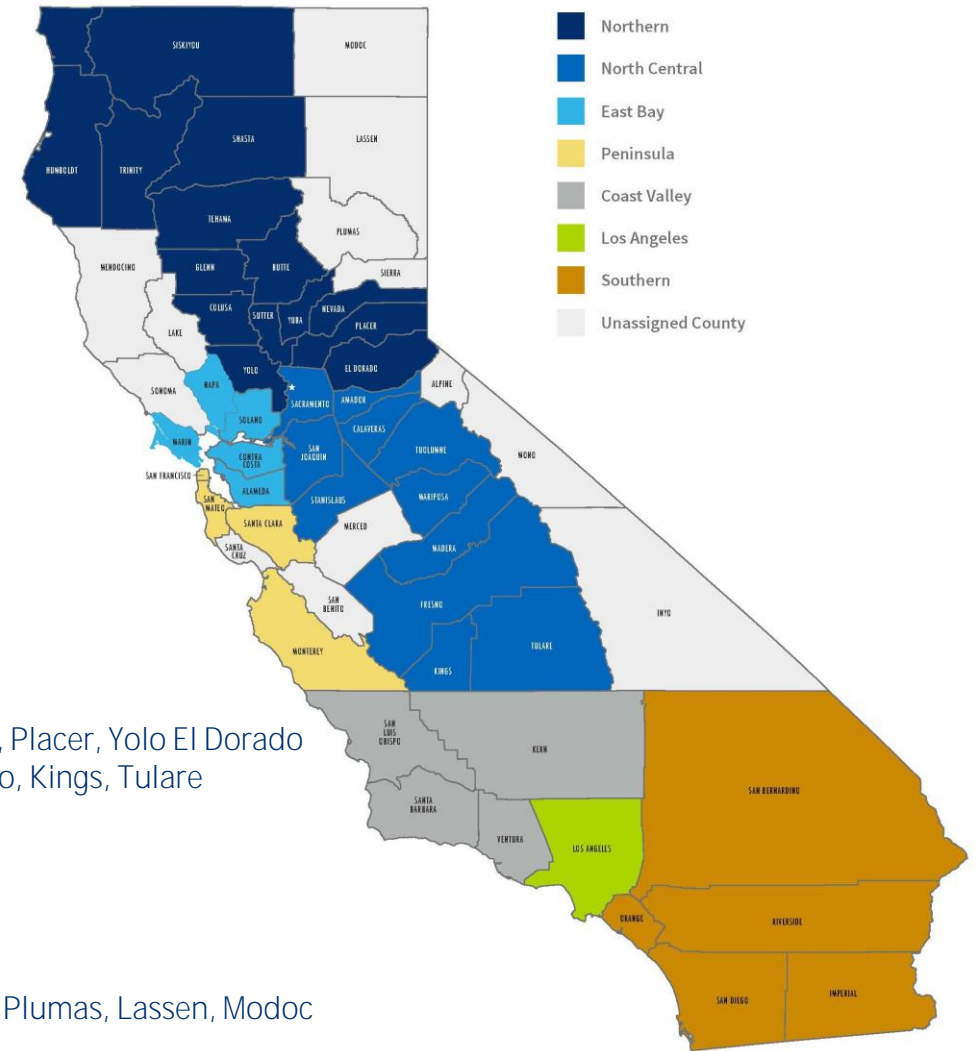 Northern
North Central
East Bay
Peninsula
Coast Valley
Los Angeles
Southern
Unassigned County
SISKIYOU
MODOC
HUMBOLDT
TRINITY
SHASTA
LASSEN
TEHAMA
PLUMAS
MENDOCINO
GLENN
BUTTE
SIERRA
LAKE
COLUSA
SUTTER
YUBA
NEVADA
PLACER
SONOMA
NAPA
YOLO
EL DORADO
ALPINE
SACRAMENTO
AMADOR
SOLANO
CALAVERAS
MARIN
CONTRA
COSTA
SAN
JOAQUIN
TUOLUMNE
MONO
SAN FRANCISCO
ALAMEDA
STANISLAUS
MARIPOSA
SAN
MATEO
SANTA CLARA
MERCED
SANTA
CRUZ
MADERA
SAN
BENITO
FRESNO
INYO
MONTEREY
KINGS
TULARE
, Placer, Yolo El Dorado
o, Kings, Tulare
SAN
LUIS
OBISPO
KERN
SAN BERNARDINO
SANTA
BARBARA
VENTURA
LOS ANGELES
ORANGE
RIVERSIDE
SAN DIEGO
IMPERIAL
Plumas, Lassen, Modoc